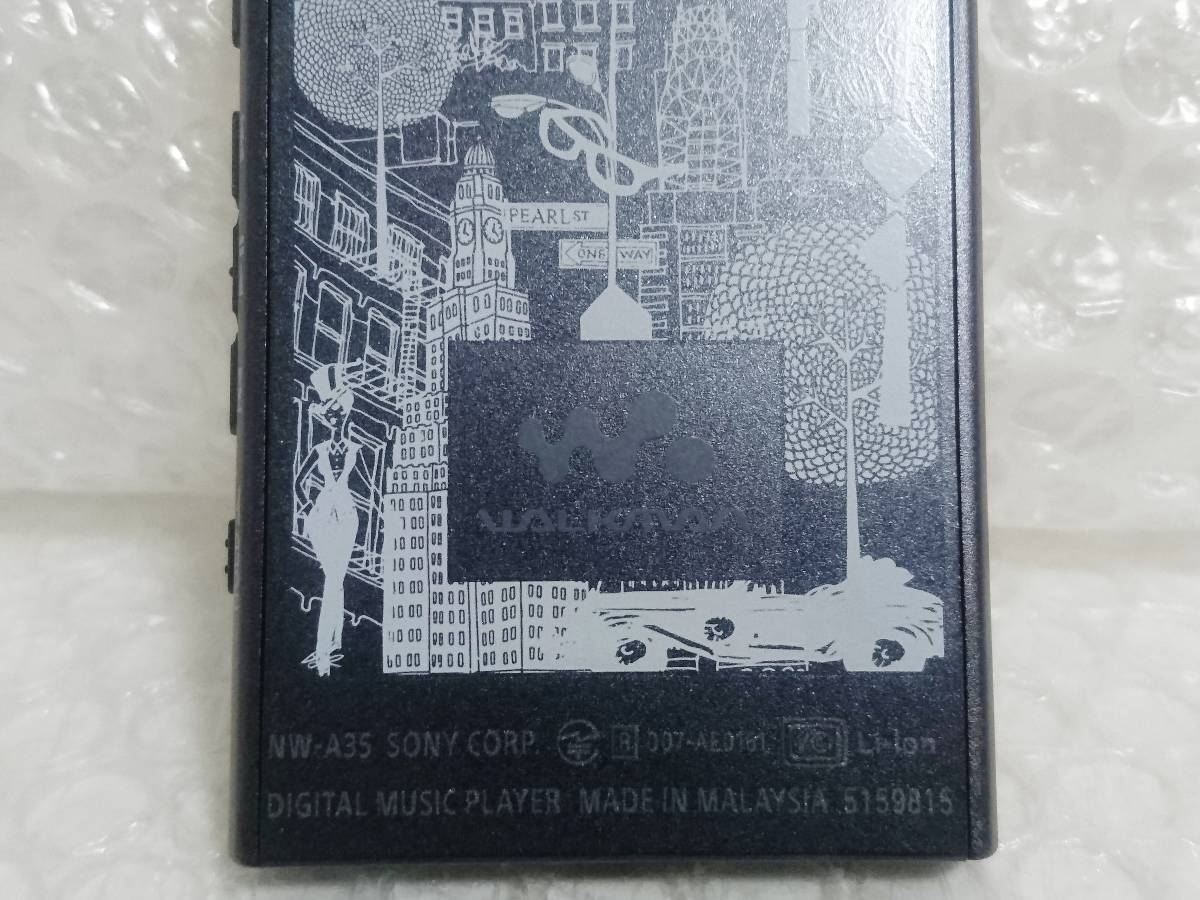 PEARL ST
ONE WAY
WALKMAN
NW-A35 SONY CORP. R 007-AE0161 Li-ion
DIGITAL MUSIC PLAYER MADE IN MALAYSIA 5159815